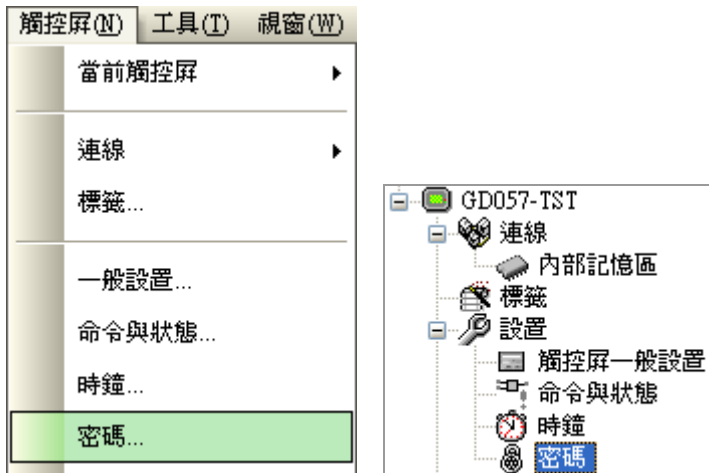 觸控屏(N) 工具(T) 視窗(W)
當前觸控屏
連線
標籤...
一般設置...
命令與狀態...
時鐘...
密碼...
GD057-TST
連線
內部記憶區
標籤
設置
觸控屏一般設置
命令與狀態
時鐘
密碼